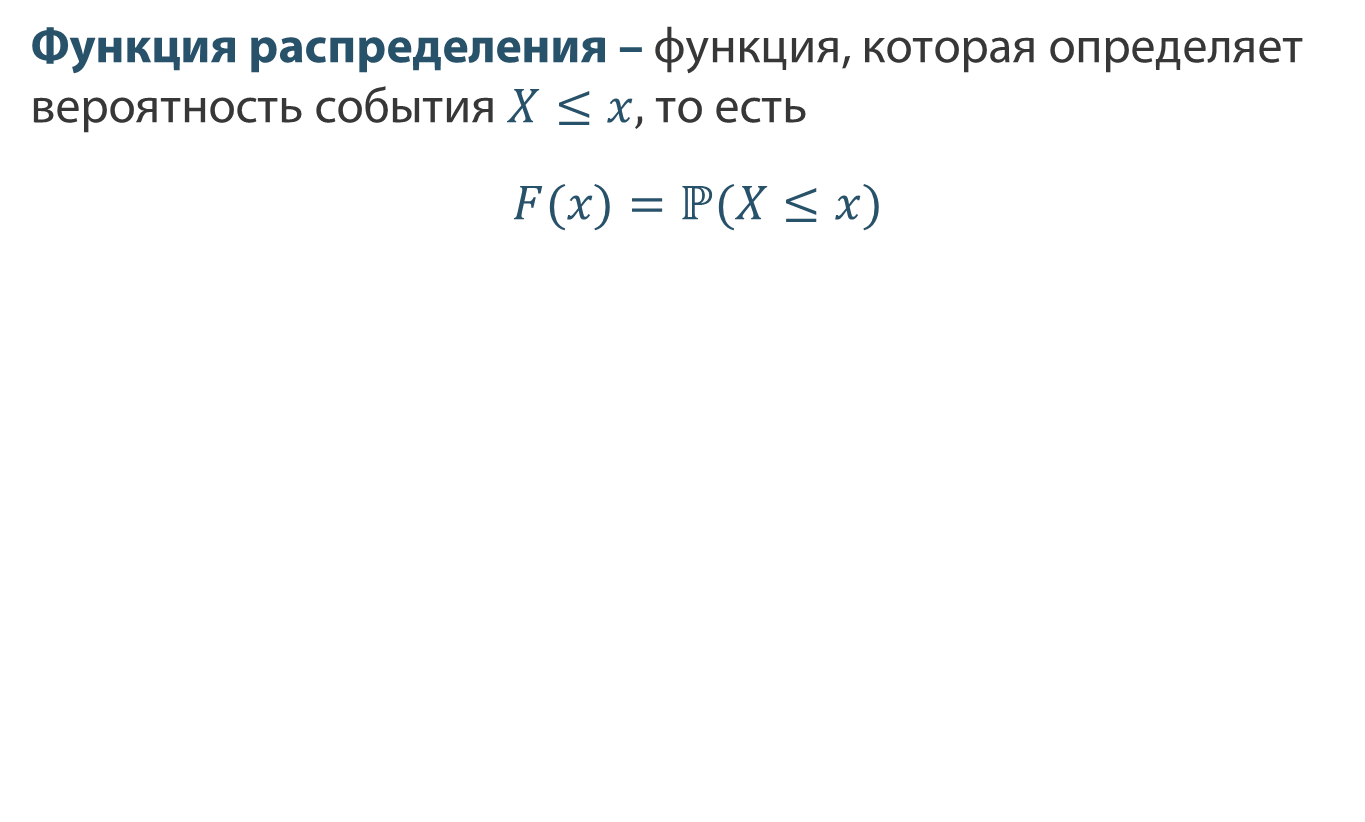 Функция распределения – функция, которая определяет
вероятность события X ≤ x, то есть
F(x) = ℙ(X ≤ x)